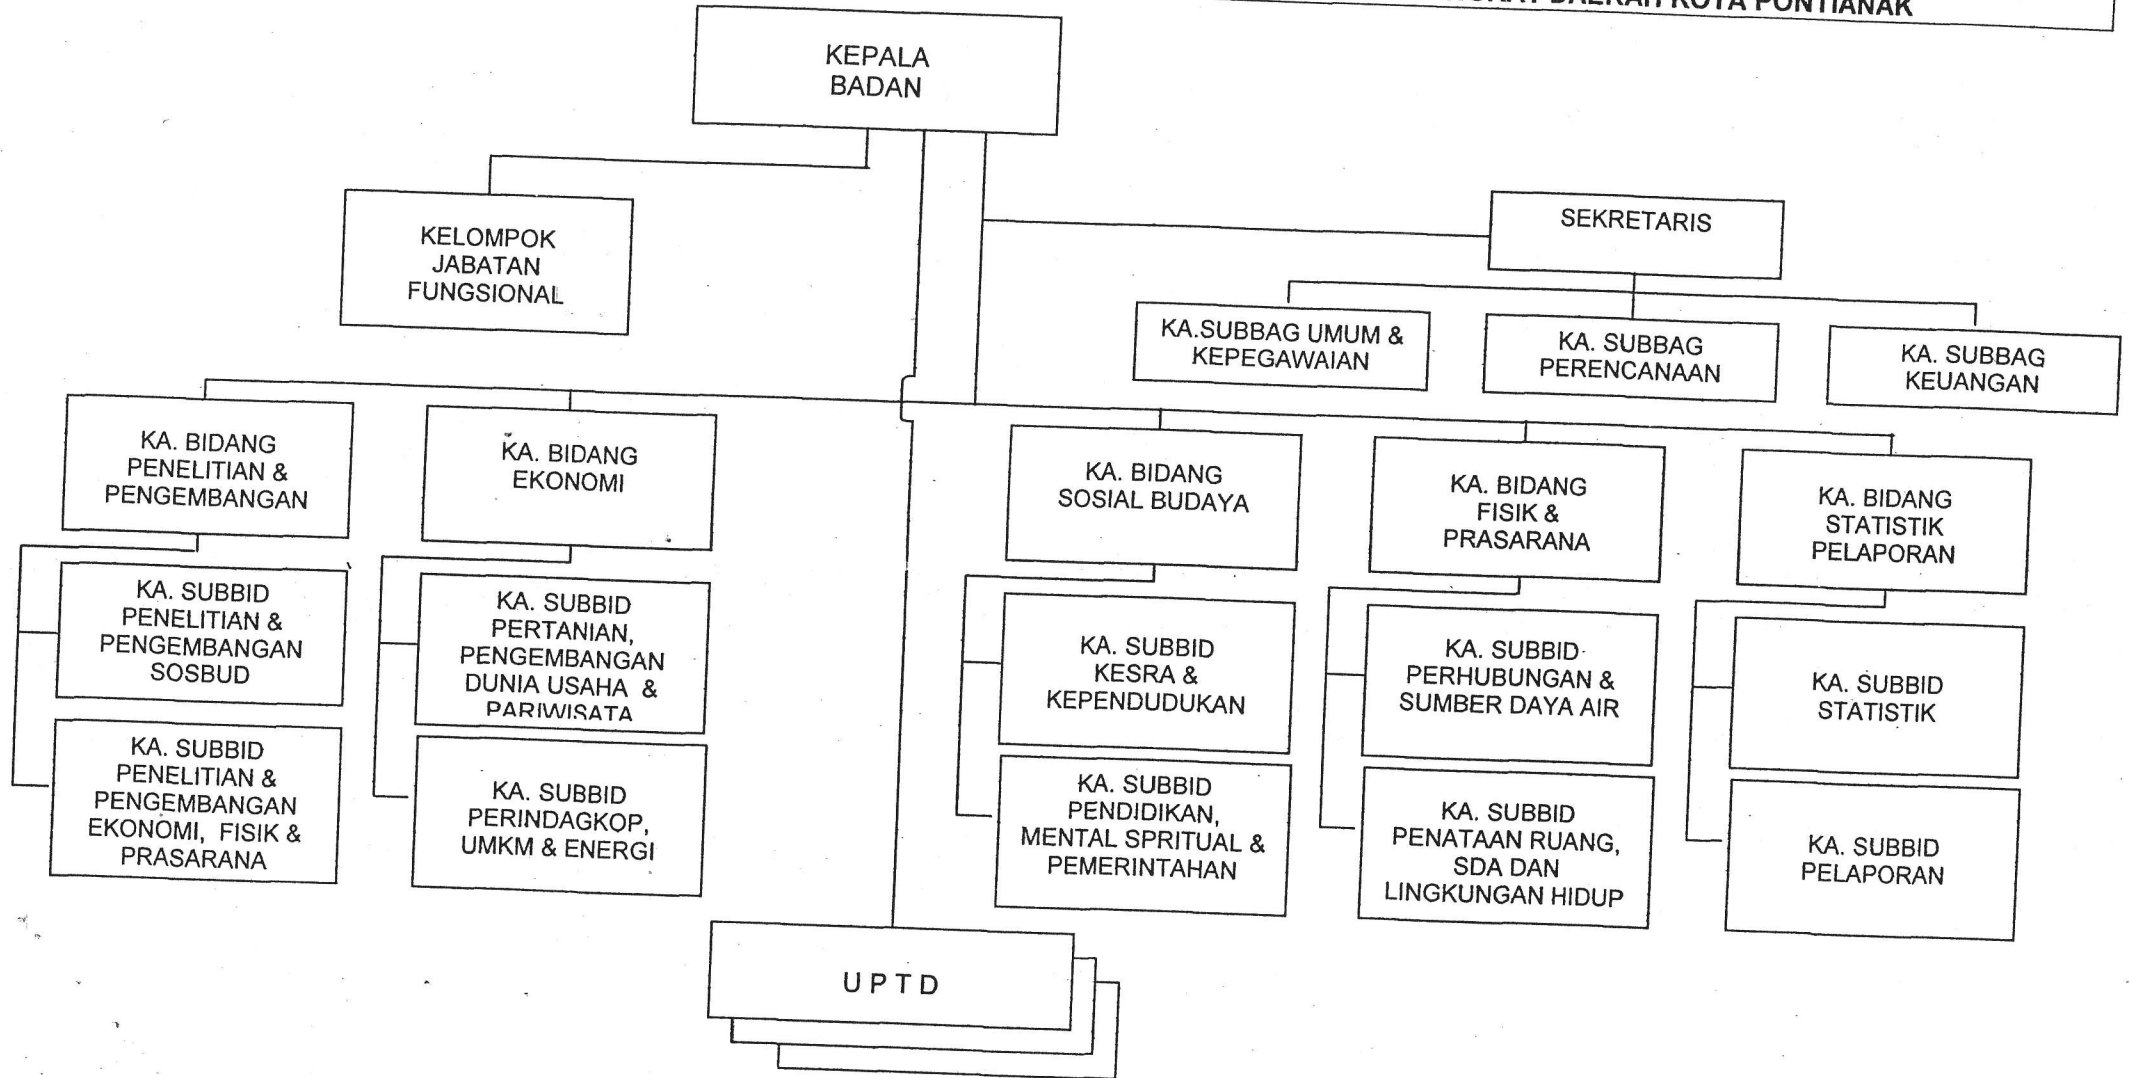 DAERAH KOTA PONTIANAK
KEPALA
BADAN
KELOMPOK
JABATAN
FUNGSIONAL
SEKRETARIS
KA.SUBBAG UMUM &
KEPEGAWAIAN
KA. SUBBAG
PERENCANAAN
KA. SUBBAG
KEUANGAN
KA. BIDANG
PENELITIAN &
PENGEMBANGAN
KA. BIDANG
EKONOMI
KA. BIDANG
SOSIAL BUDAYA
KA. BIDANG
FISIK &
PRASARANA
KA. BIDANG
STATISTIK
PELAPORAN
KA. SUBBID
PENELITIAN &
PENGEMBANGAN
SOSBUD
KA. SUBBID
PERTANIAN,
PENGEMBANGAN
DUNIA USAHA &
PARIWISATA
KA. SUBBID
KESRA &
KEPENDUDUKAN
KA. SUBBID
PERHUBUNGAN &
SUMBER DAYA AIR
KA. SUBBID
STATISTIK
KA. SUBBID
PENELITIAN &
PENGEMBANGAN
EKONOMI, FISIK &
PRASARANA
KA. SUBBID
PERINDAGKOP,
UMKM & ENERGI
KA. SUBBID
PENDIDIKAN,
MENTAL SPRITUAL &
PEMERINTAHAN
KA. SUBBID
PENATAAN RUANG,
SDA DAN
LINGKUNGAN HIDUP
KA. SUBBID
PELAPORAN
U P T D